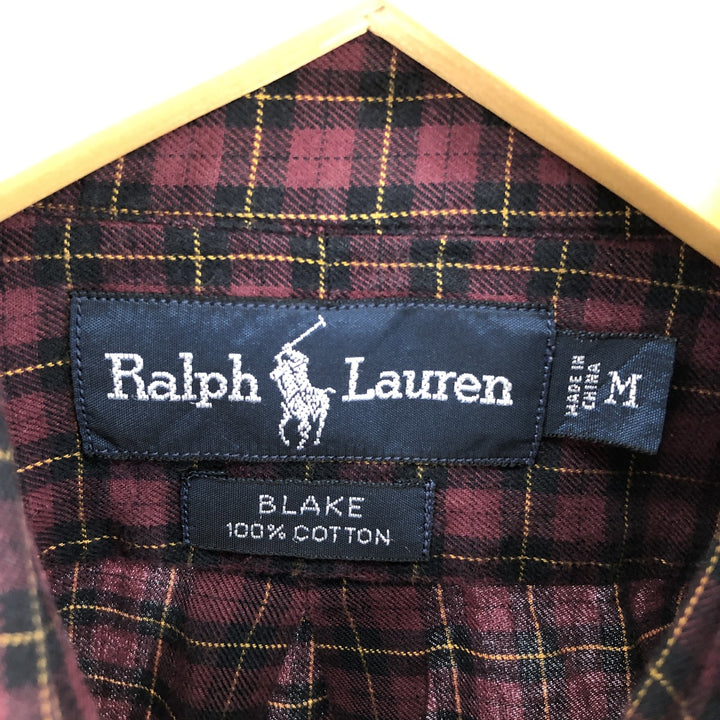 Ralph Lauren
MADE IN
CHINA
M
BLAKE
100% COTTON